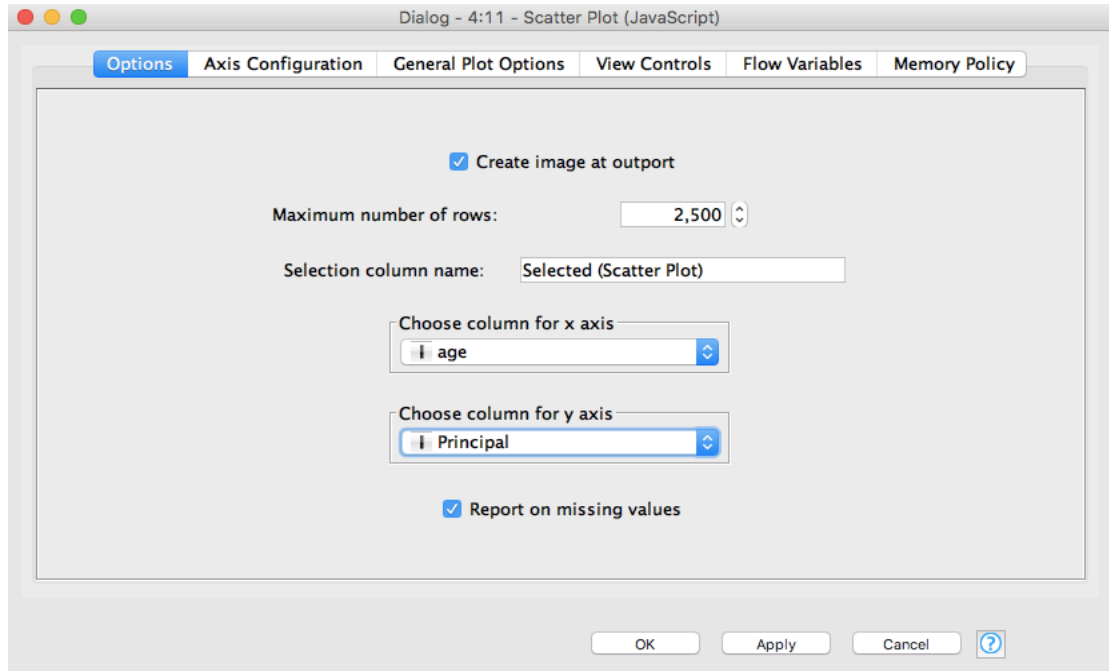 Dialog - 4:11 - Scatter Plot (JavaScript)
Options Axis Configuration General Plot Options View Controls Flow Variables Memory Policy
Create image at outport
Maximum number of rows: 2,500
Selection column name: Selected (Scatter Plot)
Choose column for x axis
I age
Choose column for y axis
I Principal
Report on missing values
OK Apply Cancel ?